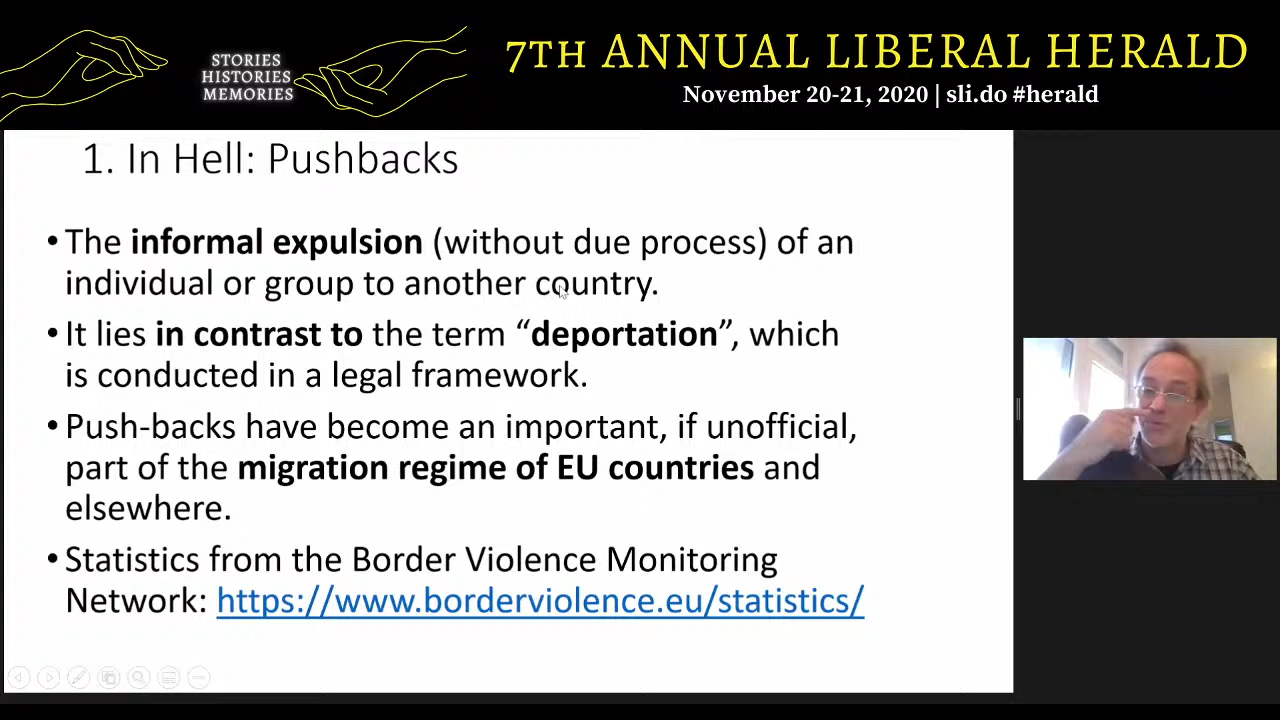 STORIES
HISTORIES
MEMORIES
7TH ANNUAL LIBERAL HERALD
November 20-21, 2020 | sli.do #herald
1. In Hell: Pushbacks
•The informal expulsion (without due process) of an
individual or group to another country.
•It lies in contrast to the term “deportation”, which
is conducted in a legal framework.
•Push-backs have become an important, if unofficial,
part of the migration regime of EU countries and
elsewhere.
•Statistics from the Border Violence Monitoring
Network: https://www.borderviolence.eu/statistics/